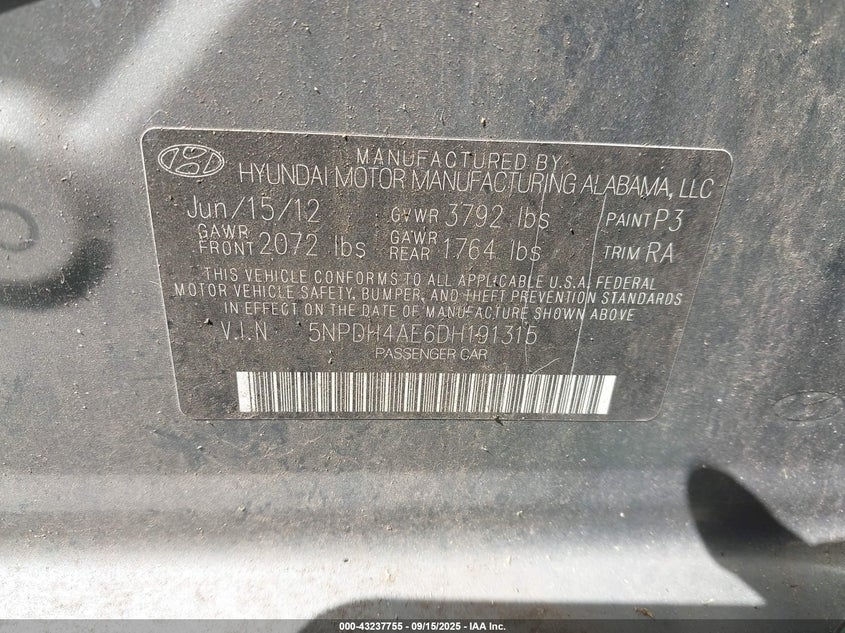 MANUFACTURED BY
HYUNDAI MOTOR MANUFACTURING ALABAMA, LLC
Jun/15/12 GVWR 3792 lbs PAINT P3
GAWR FRONT 2072 lbs GAWR REAR 1764 lbs TRIM RA
THIS VEHICLE CONFORMS TO ALL APPLICABLE U.S.A. FEDERAL
MOTOR VEHICLE SAFETY, BUMPER, AND THEFT PREVENTION STANDARDS
IN EFFECT ON THE DATE OF MANUFACTURE SHOWN ABOVE
V.I.N 5NPDH4AE6DH191315
PASSENGER CAR
000-43237755 - 09/15/2025 - IAA Inc.